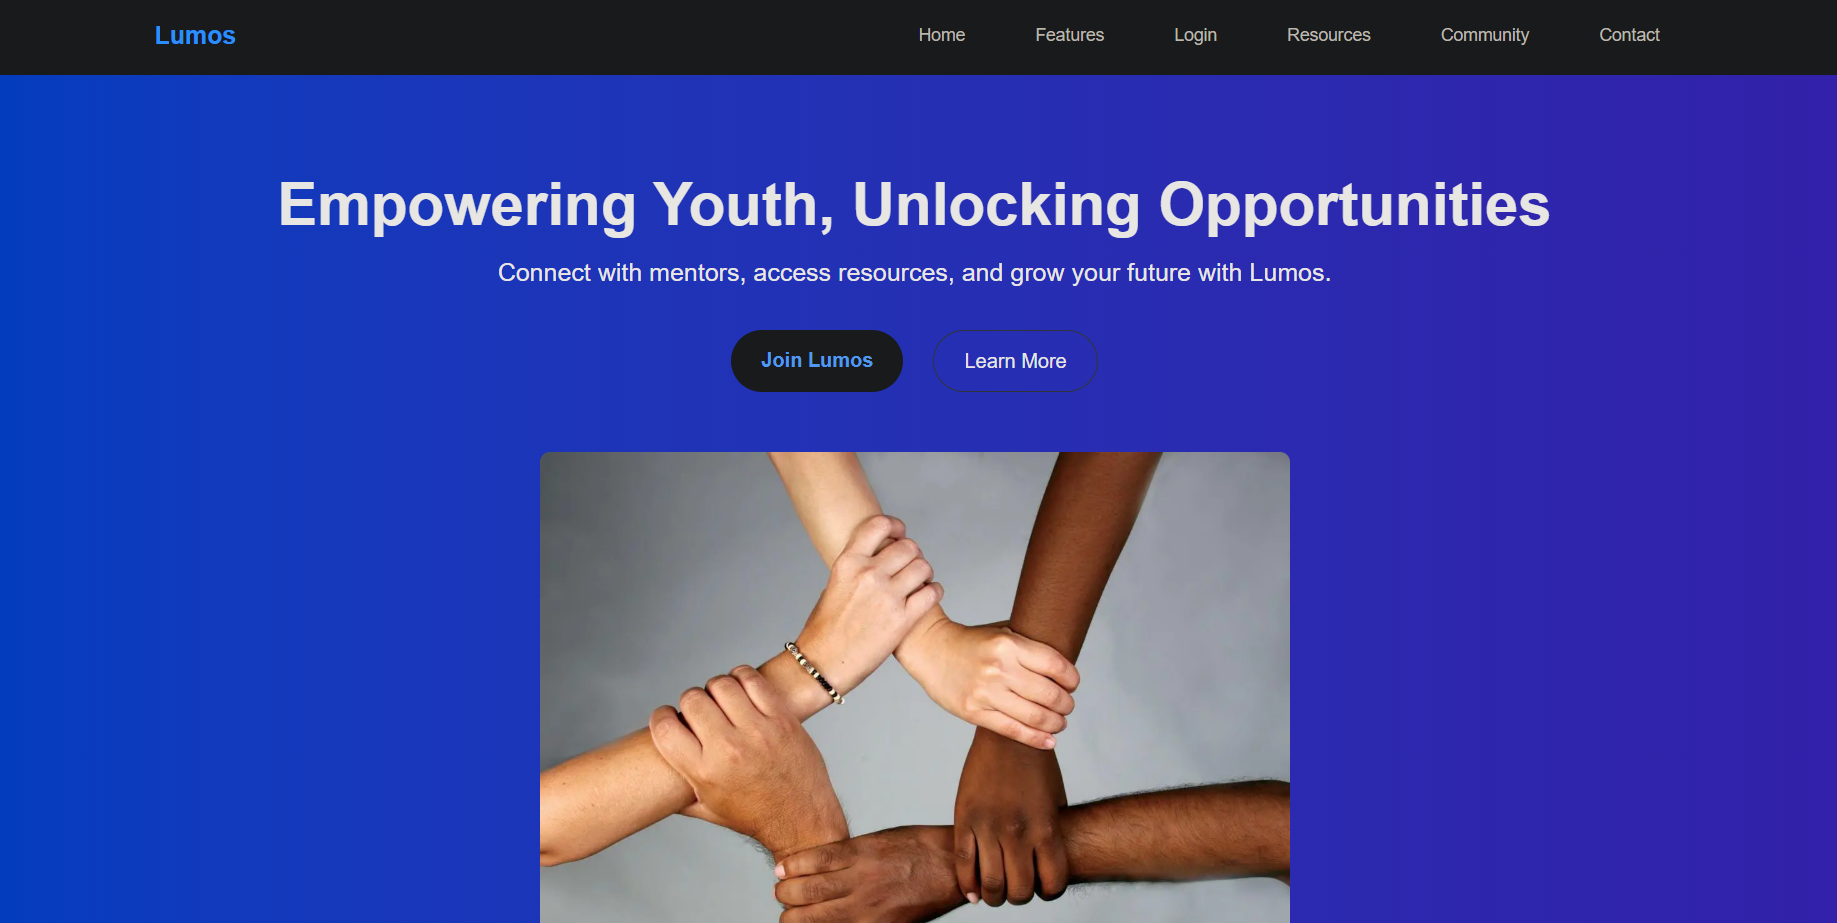 Lumos
Home Features Login Resources Community Contact
Empowering Youth, Unlocking Opportunities
Connect with mentors, access resources, and grow your future with Lumos.
Join Lumos
Learn More